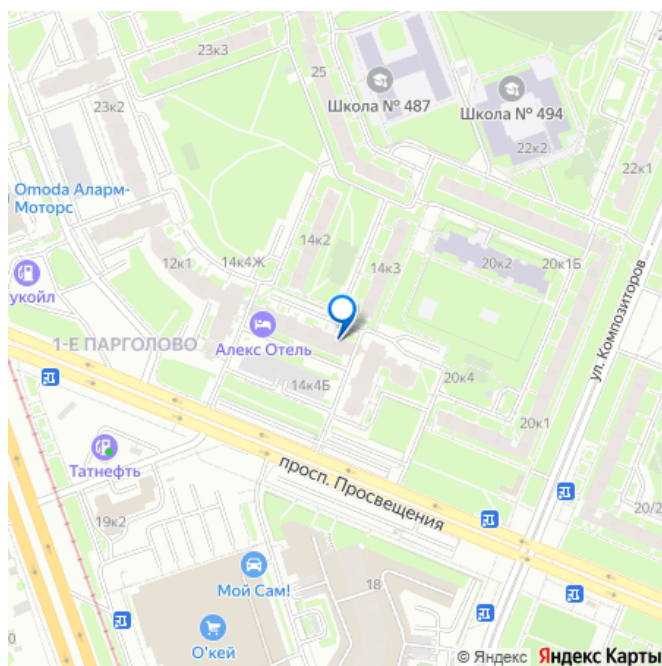 23к3
25
Школа № 487
Школа № 494
23к2
22к2
22к1
Omoda Аларм-
Моторс
14к2
20к2
20к1Б
12к1
14к4Ж
14к3
укойл
1-Е ПАРГОЛОВО
Алекс Отель
ул. Композиторов
14к4Б
20к4
20к1
Татнефть
просп. Просвещения
19к2
20/2
Мой Сам!
18
О'кей
0
© Яндекс Яндекс Карты